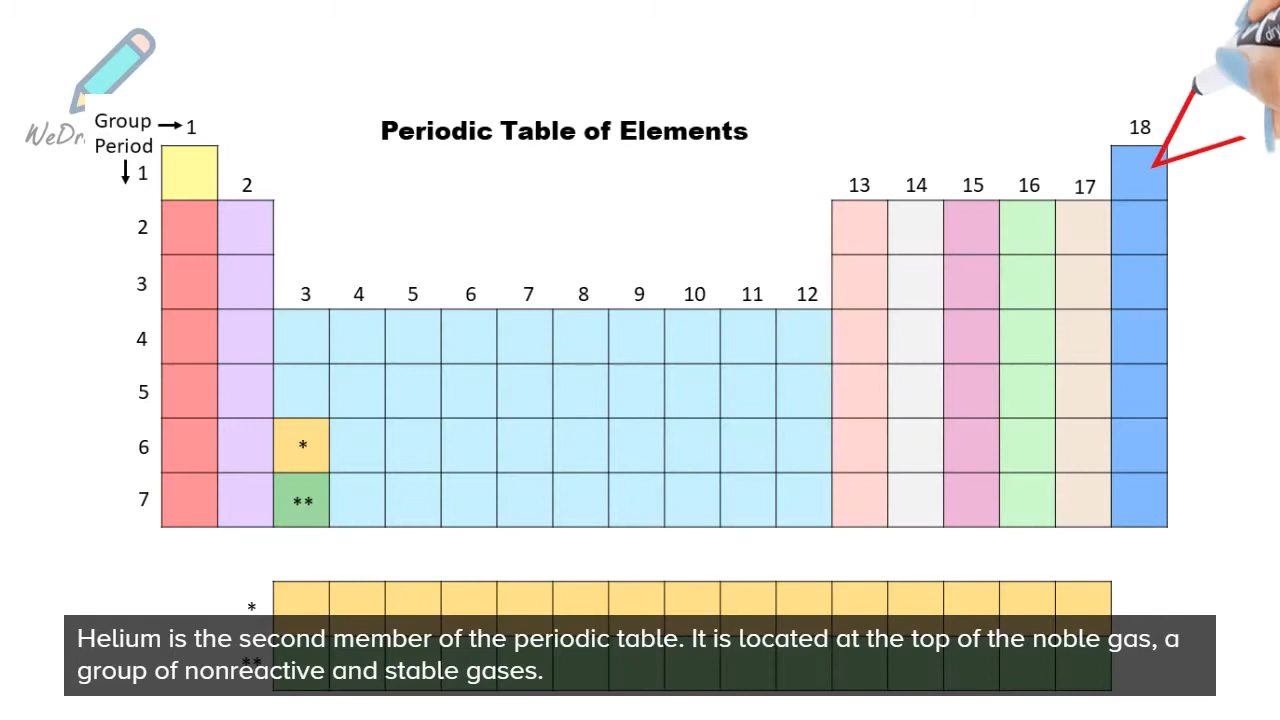 WeDr
Group → 1
Periodic Table of Elements
18
Period
↓ 1
2
13 14 15 16 17
2
3
3 4 5 6 7 8 9 10 11 12
4
5
6
*
7
**
*
Helium is the second member of the periodic table. It is located at the top of the noble gas, a
**
group of nonreactive and stable gases.